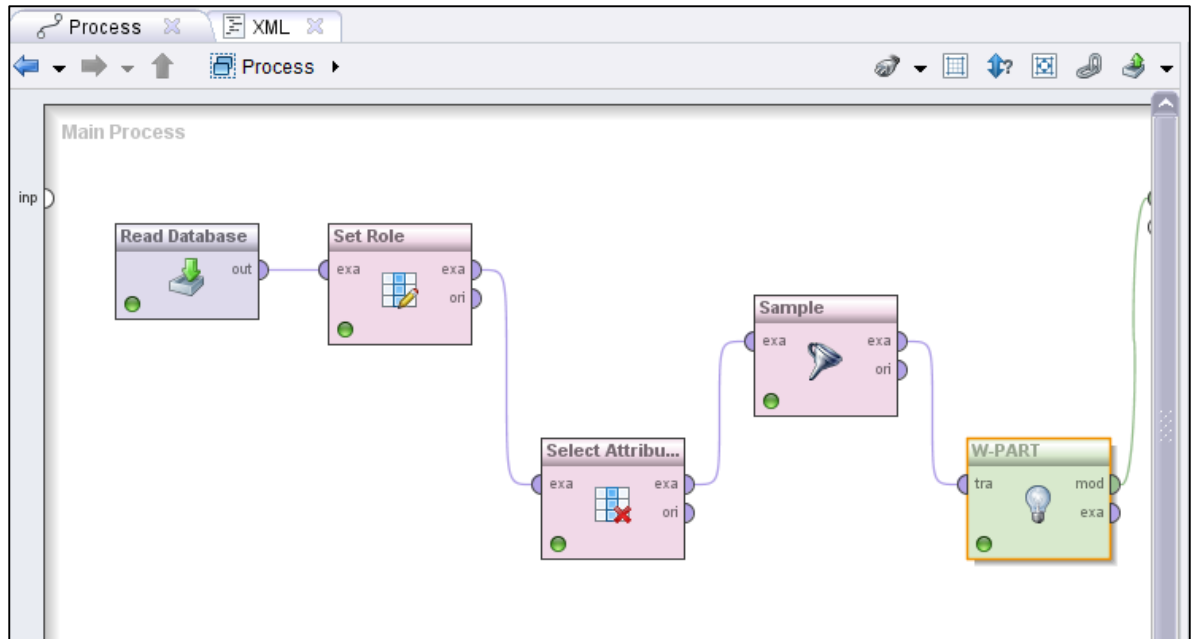 Process
XML
Process
Main Process
inp
Read Database
out
Set Role
exa
exa
ori
Select Attribu...
exa
exa
ori
Sample
exa
exa
ori
W-PART
tra
mod
exa